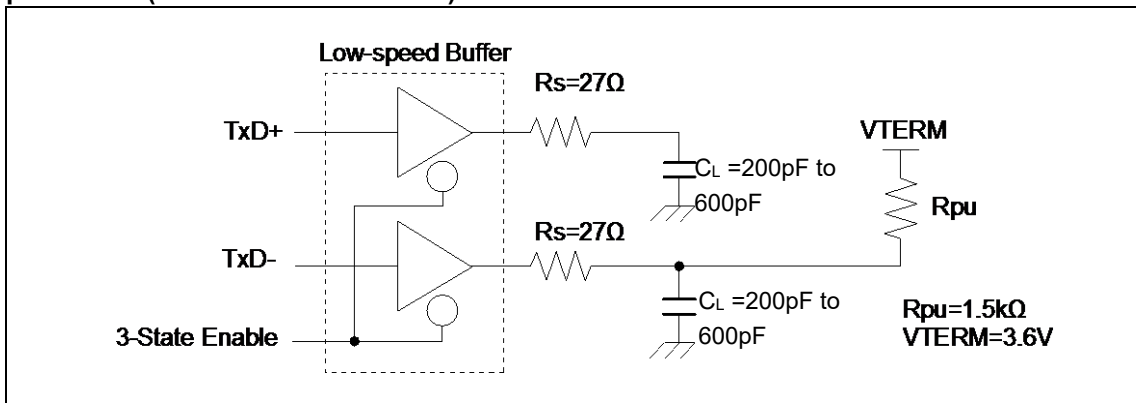 Low-speed Buffer
Rs=27Ω
TxD+
VTERM
CL =200pF to
600pF
Rpu
Rs=27Ω
TxD-
CL =200pF to
600pF
Rpu=1.5kΩ
VTERM=3.6V
3-State Enable